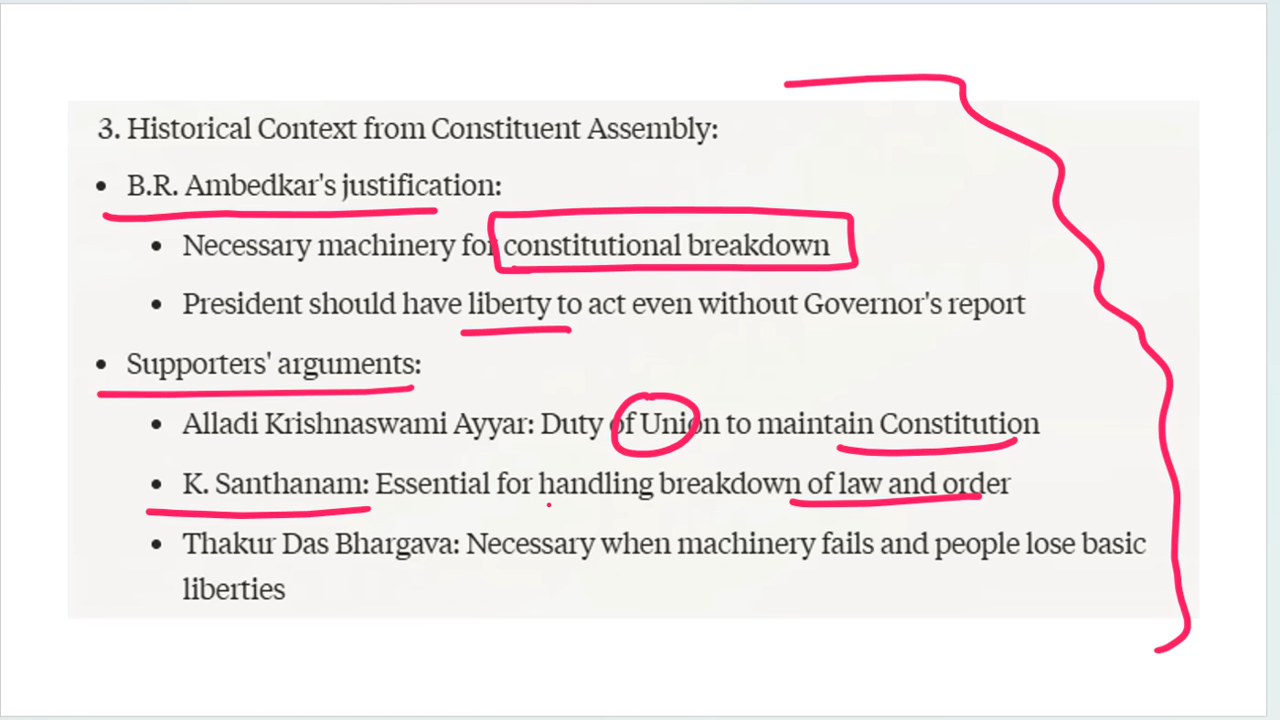 3. Historical Context from Constituent Assembly:
• B.R. Ambedkar's justification:
• Necessary machinery for constitutional breakdown
• President should have liberty to act even without Governor's report
• Supporters' arguments:
• Alladi Krishnaswami Ayyar: Duty of Union to maintain Constitution
• K. Santhanam: Essential for handling breakdown of law and order
• Thakur Das Bhargava: Necessary when machinery fails and people lose basic
liberties